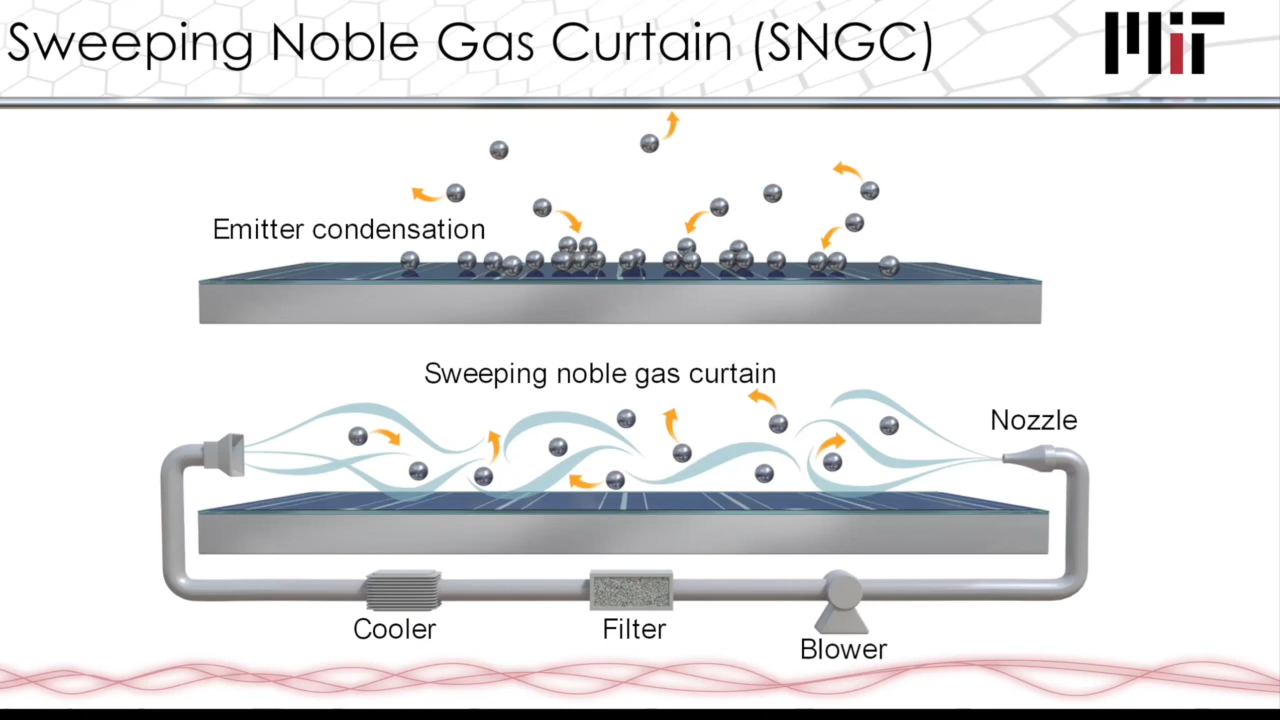 Sweeping Noble Gas Curtain (SNGC)
MIT
Emitter condensation
Sweeping noble gas curtain
Nozzle
Cooler
Filter
Blower